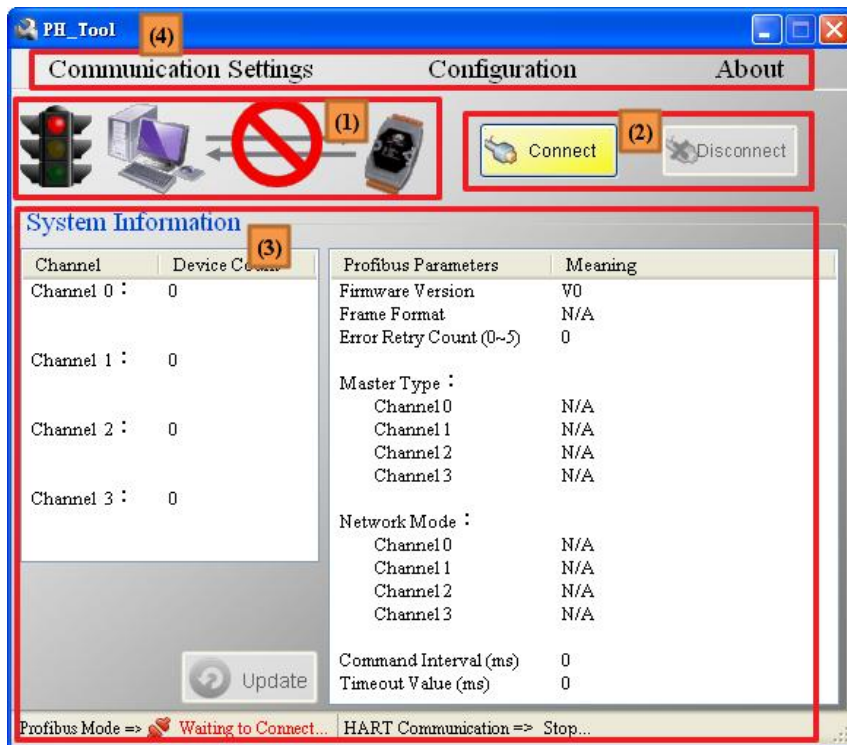 PH_Tool
(4)
Communication Settings Configuration About
(1)
(2)
Connect
Disconnect
System Information
(3)
Channel Device Count
Channel 0： 0
Channel 1： 0
Channel 2： 0
Channel 3： 0
Update
Profibus Parameters Meaning
Firmware Version V0
Frame Format N/A
Error Retry Count (0~5) 0
Master Type：
Channel0 N/A
Channel1 N/A
Channel2 N/A
Channel3 N/A
Network Mode：
Channel0 N/A
Channel1 N/A
Channel2 N/A
Channel3 N/A
Command Interval (ms) 0
Timeout Value (ms) 0
Profibus Mode => Waiting to Connect... HART Communication => Stop...